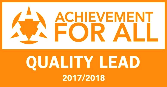 ACHIEVEMENT
FOR ALL
QUALITY LEAD
2017/2018